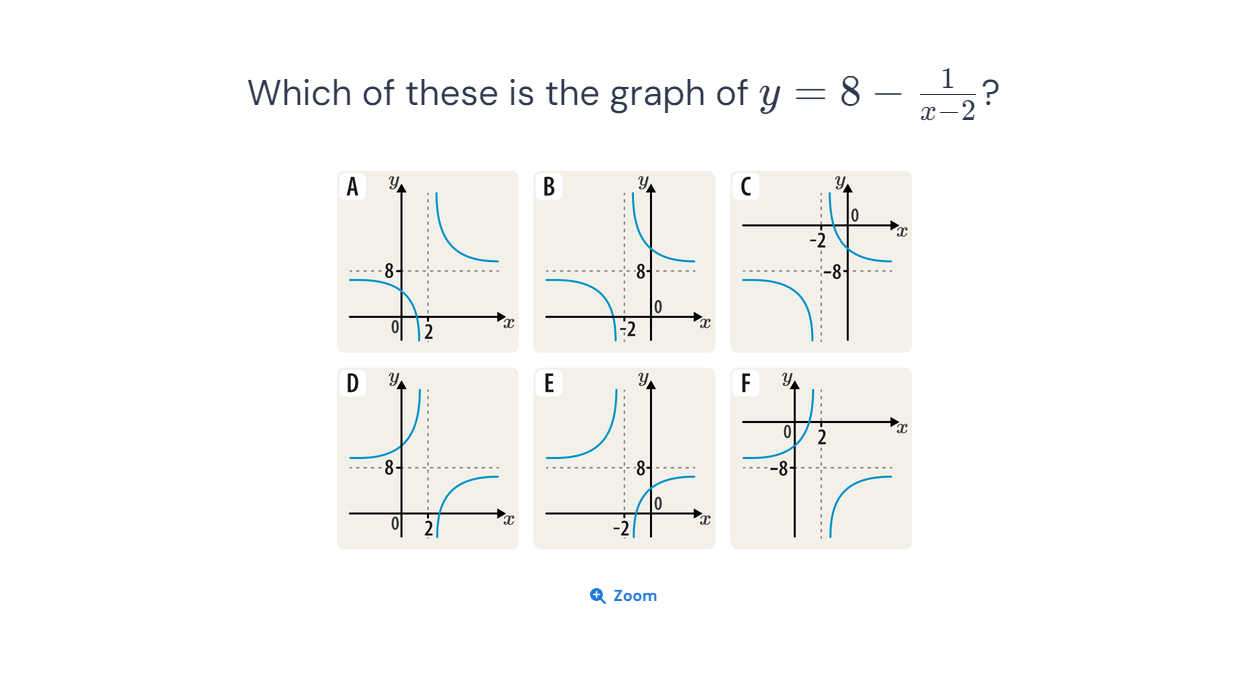 Which of these is the graph of y = 8 − 1/(x−2)?
A y 8 0 2 x
B y 8 0 -2 x
C y 0 -2 x -8
D y 8 0 2 x
E y 8 0 -2 x
F y 0 2 x -8
Zoom